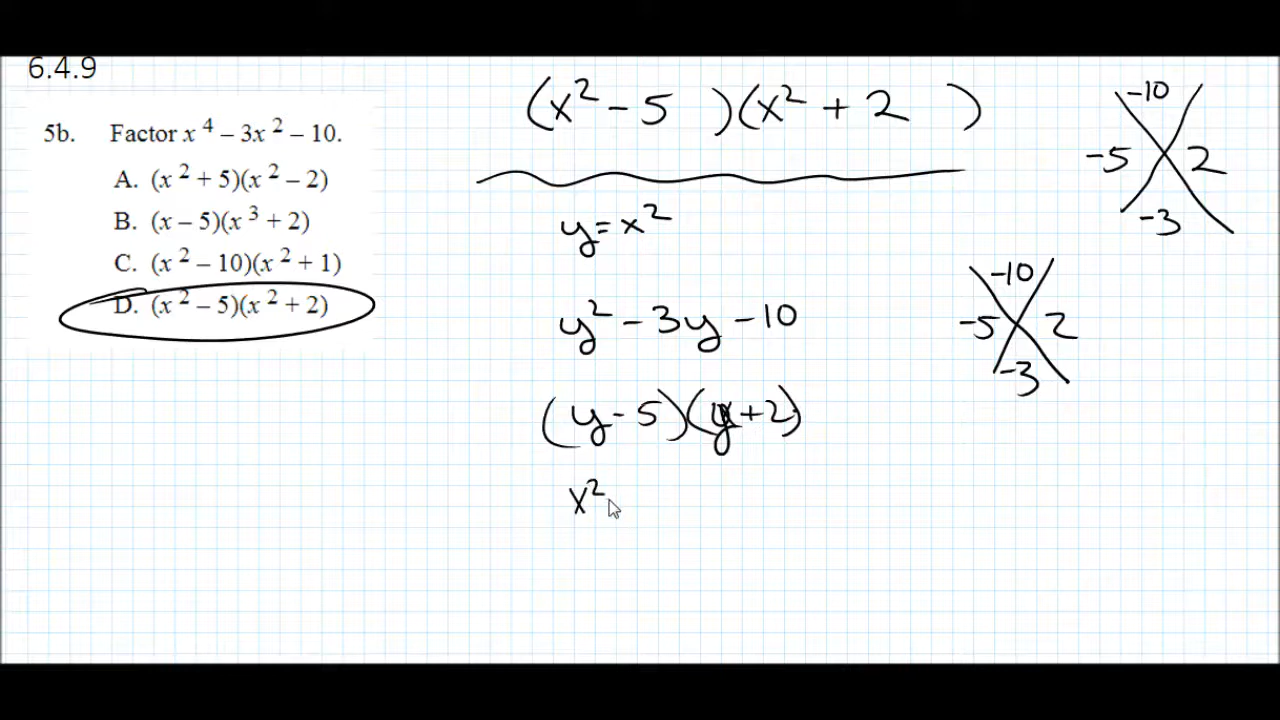 6.4.9
5b. Factor x⁴ – 3x² – 10.
A. (x² + 5)(x² – 2)
B. (x – 5)(x³ + 2)
C. (x² – 10)(x² + 1)
D. (x² – 5)(x² + 2)
(x² - 5 )(x² + 2 )
y = x²
y² - 3y - 10
(y - 5)(y + 2)
x²
-10
-5 2
-3
-10
-5 2
-3